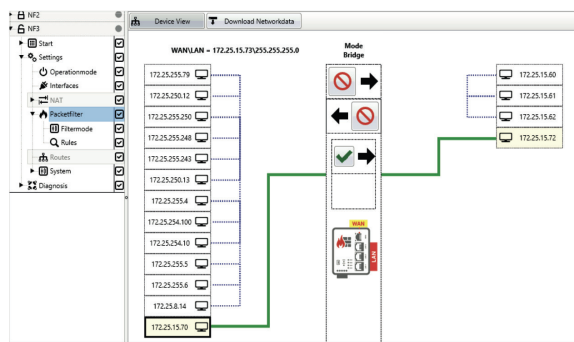 NF2
NF3
Start
Settings
Operationmode
Interfaces
NAT
Packetfilter
Filtermode
Rules
Routes
System
Diagnosis
Device View
Download Networkdata
WAN\LAN = 172.25.15.73\255.255.255.0
Mode
Bridge
172.25.255.79
172.25.250.12
172.25.255.250
172.25.255.248
172.25.255.243
172.25.250.13
172.25.255.4
172.25.254.100
172.25.254.10
172.25.255.5
172.25.255.6
172.25.8.14
172.25.15.70
WAN
LAN
172.25.15.60
172.25.15.61
172.25.15.62
172.25.15.72